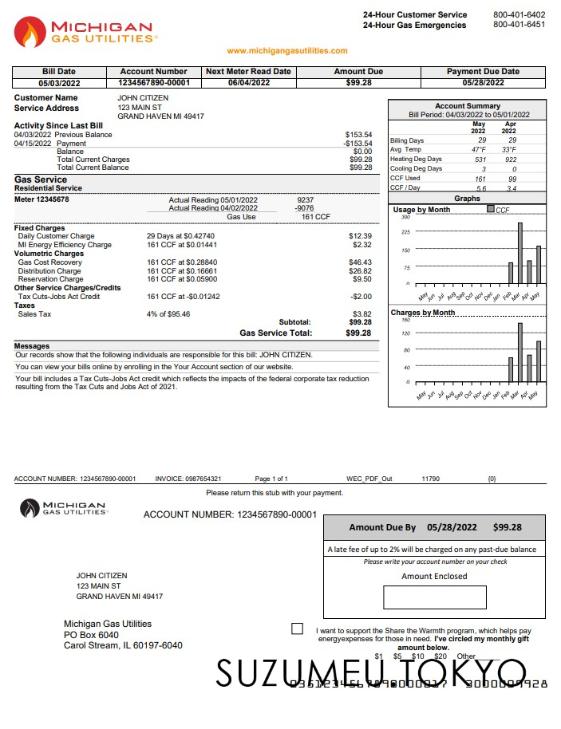 MICHIGAN
GAS UTILITIES®
24-Hour Customer Service 800-401-6402
24-Hour Gas Emergencies 800-401-6451
www.michigangasutilities.com
Bill Date Account Number Next Meter Read Date Amount Due Payment Due Date
05/03/2022 1234567890-00001 06/04/2022 $99.28 05/28/2022
Customer Name JOHN CITIZEN
Service Address 123 MAIN ST
GRAND HAVEN MI 49417
Activity Since Last Bill
04/03/2022 Previous Balance $153.54
04/15/2022 Payment -$153.54
Balance $0.00
Total Current Charges $99.28
Total Current Balance $99.28
Gas Service
Residential Service
Meter 12345678 Actual Reading 05/01/2022 9237
Actual Reading 04/02/2022 -9076
Gas Use 161 CCF
Fixed Charges
Daily Customer Charge 29 Days at $0.42740 $12.39
MI Energy Efficiency Charge 161 CCF at $0.01441 $2.32
Volumetric Charges
Gas Cost Recovery 161 CCF at $0.28840 $46.43
Distribution Charge 161 CCF at $0.16661 $26.82
Reservation Charge 161 CCF at $0.05900 $9.50
Other Service Charges/Credits
Tax Cuts-Jobs Act Credit 161 CCF at -$0.01242 -$2.00
Taxes
Sales Tax 4% of $95.46 $3.82
Subtotal: $99.28
Gas Service Total: $99.28
Messages
Our records show that the following individuals are responsible for this bill: JOHN CITIZEN.
You can view your bills online by enrolling in the Your Account section of our website.
Your bill includes a Tax Cuts-Jobs Act credit which reflects the impacts of the federal corporate tax reduction
resulting from the Tax Cuts and Jobs Act of 2021.
Account Summary
Bill Period: 04/03/2022 to 05/01/2022
May Apr
2022 2022
Billing Days 29 29
Avg. Temp 47°F 33°F
Heating Deg Days 531 922
Cooling Deg Days 3 0
CCF Used 161 99
CCF / Day 5.6 3.4
Graphs
Usage by Month CCF
300
225
150
75
0
May Jun Jul Aug Sep Oct Nov Dec Jan Feb Mar Apr May
Charges by Month
160
120
80
40
0
May Jun Jul Aug Sep Oct Nov Dec Jan Feb Mar Apr May
ACCOUNT NUMBER: 1234567890-00001 INVOICE: 0987654321 Page 1 of 1 WEC_PDF_Out 11790 {0}
Please return this stub with your payment.
MICHIGAN
GAS UTILITIES®
ACCOUNT NUMBER: 1234567890-00001
Amount Due By 05/28/2022 $99.28
A late fee of up to 2% will be charged on any past-due balance
Please write your account number on your check
Amount Enclosed
JOHN CITIZEN
123 MAIN ST
GRAND HAVEN MI 49417
Michigan Gas Utilities
PO Box 6040
Carol Stream, IL 60197-6040
I want to support the Share the Warmth program, which helps pay
energyexpenses for those in need. I've circled my monthly gift
amount below.
$1 $5 $10 $20 Other
SUZUMEU TOKYO